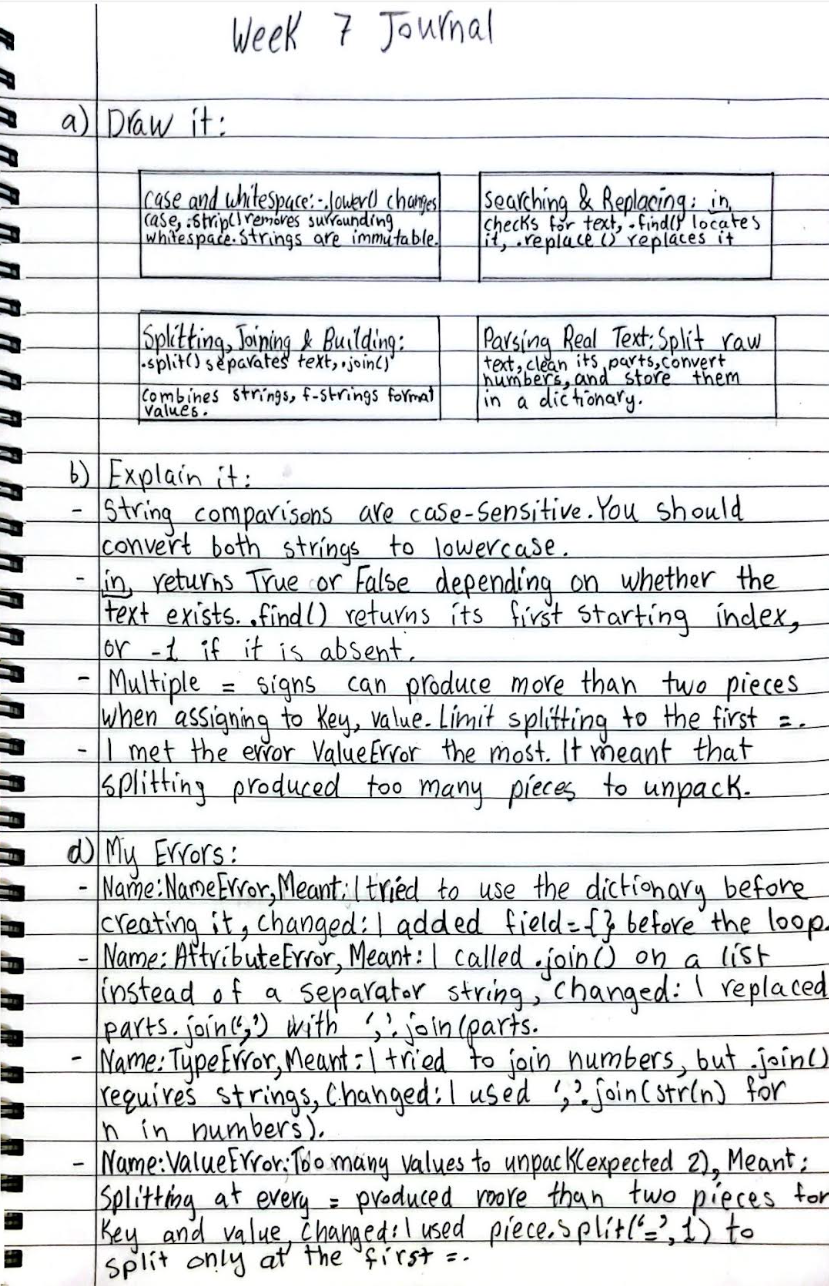 Week 7 Journal
a) Draw it:
case and whitespace:-.lower() changes
case, .strip() removes surrounding
whitespace. Strings are immutable.
Searching & Replacing: in
checks for text, .find() locates
it, .replace() replaces it
Splitting, Joining & Building:
.split() separates text, .join()
combines strings, f-strings format
values.
Parsing Real Text: Split raw
text, clean its parts, convert
numbers, and store them
in a dictionary.
b) Explain it:
- String comparisons are case-sensitive. You should
convert both strings to lowercase.
- in, returns True or False depending on whether the
text exists. .find() returns its first starting index,
or -1 if it is absent.
- Multiple = signs can produce more than two pieces
when assigning to key, value. Limit splitting to the first =.
- I met the error ValueError the most. It meant that
splitting produced too many pieces to unpack.
d) My Errors:
- Name: NameError, Meant: I tried to use the dictionary before
creating it, Changed: I added field={} before the loop.
- Name: AttributeError, Meant: I called .join() on a list
instead of a separator string, Changed: I replaced
parts.join(',') with ','.join(parts.
- Name: TypeError, Meant: I tried to join numbers, but .join()
requires strings, Changed: I used ','.join(str(n) for
n in numbers).
- Name: ValueError: Too many values to unpack(expected 2), Meant:
Splitting at every = produced more than two pieces for
key and value, Changed: I used piece.split('=', 1) to
split only at the first =.